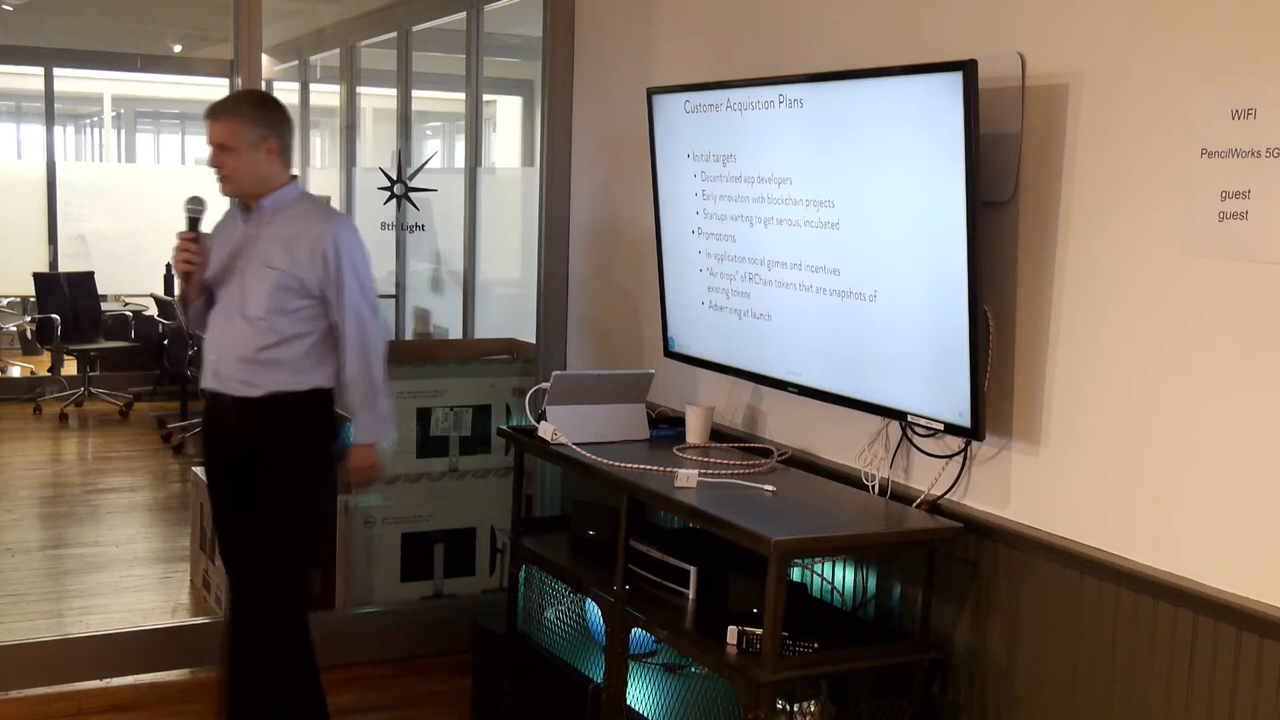 Customer Acquisition Plans
• Initial targets
• Decentralized app developers
• Early innovators with blockchain projects
• Startups wanting to get serious, incubated
• Promotions
• In-application social games and incentives
• "Air drops" of RChain tokens that are snapshots of
existing tokens
• Advertising at launch
8th Light
WIFI
PencilWorks 5G
guest
guest